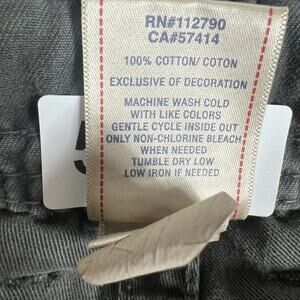 RN#112790
CA#57414
100% COTTON/ COTON
EXCLUSIVE OF DECORATION
MACHINE WASH COLD
WITH LIKE COLORS
GENTLE CYCLE INSIDE OUT
ONLY NON-CHLORINE BLEACH
WHEN NEEDED
TUMBLE DRY LOW
LOW IRON IF NEEDED